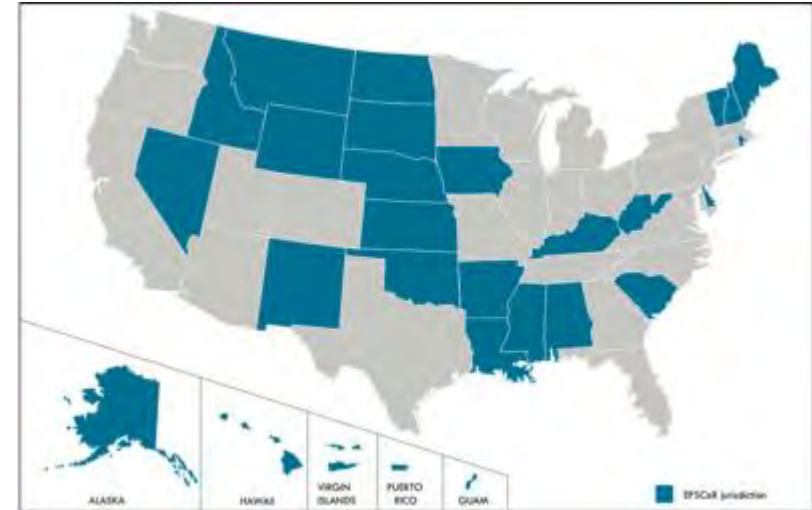 ALASKA
HAWAII
VIRGIN
ISLANDS
PUERTO
RICO
GUAM
EPSCoR jurisdiction